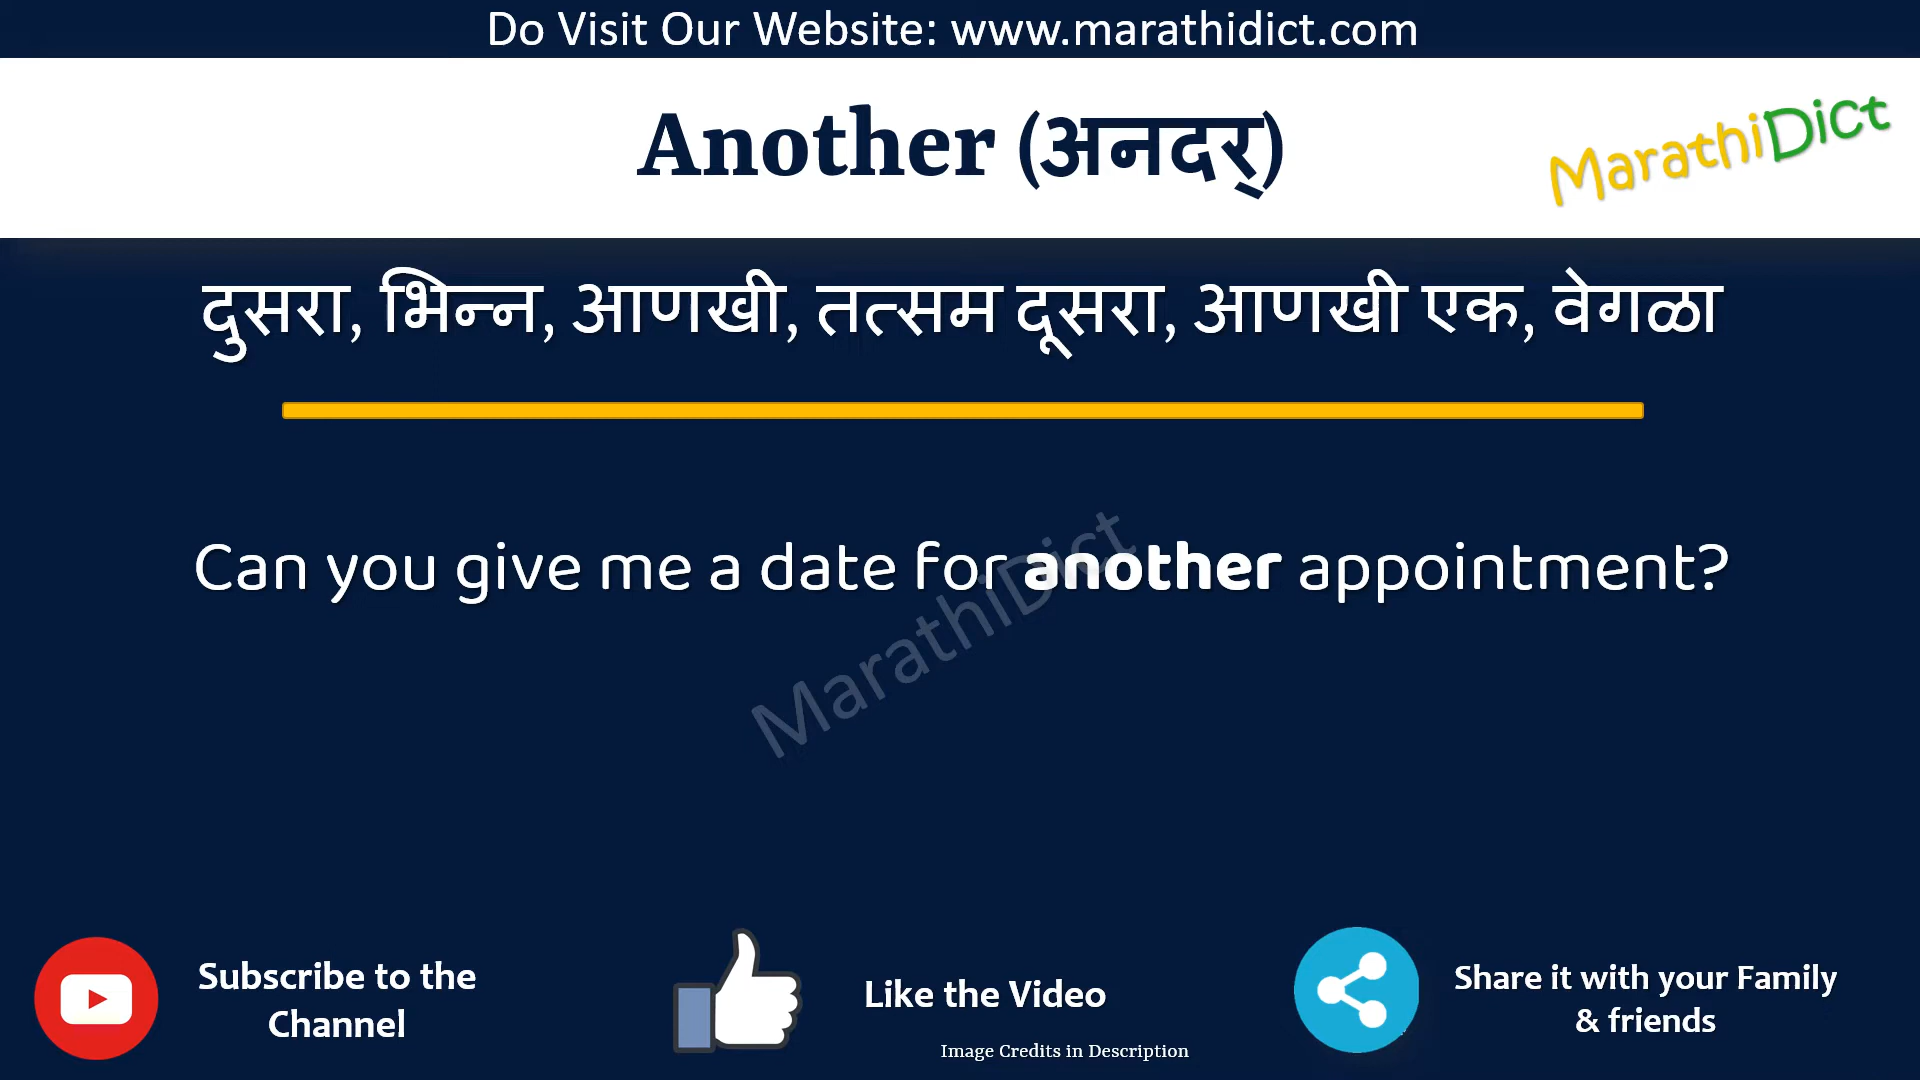 Do Visit Our Website: www.marathidict.com
Another (अनदर्)
MarathiDict
दुसरा, भिन्न, आणखी, तत्सम दूसरा, आणखी एक, वेगळा
Can you give me a date for another appointment?
MarathiDict
Subscribe to the
Channel
Like the Video
Share it with your Family
& friends
Image Credits in Description